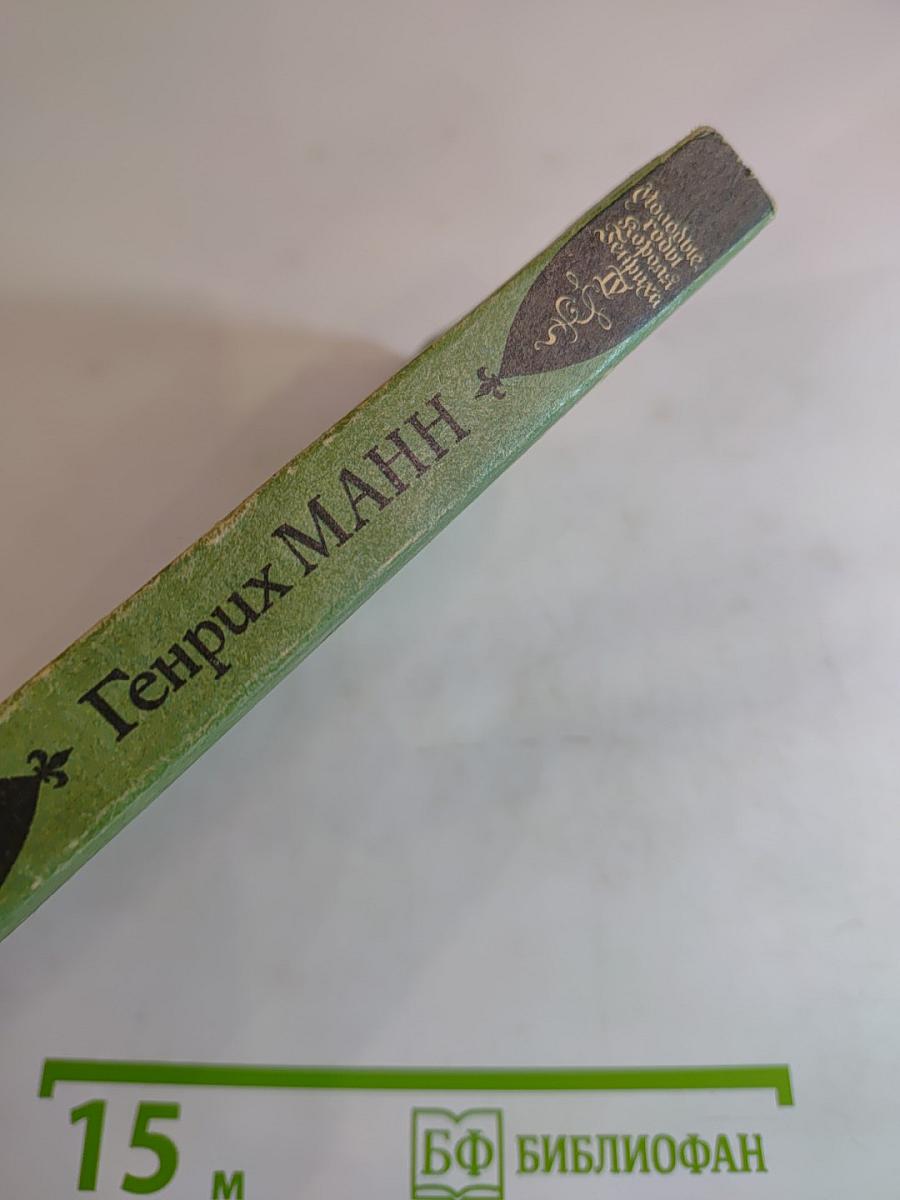 Молодые
годы
короля
Генриха
IV
Генрих МАНН
15 м
БФ БИБЛИОФАН